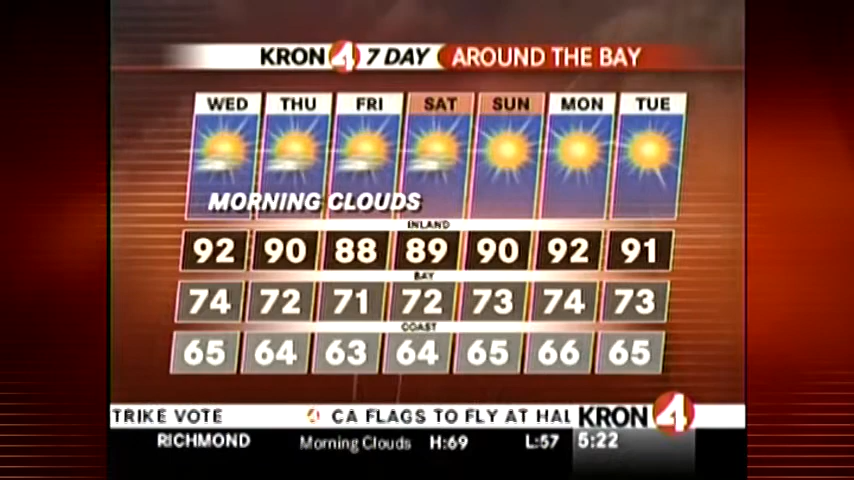 KRON 4 7 DAY AROUND THE BAY
WED THU FRI SAT SUN MON TUE
MORNING CLOUDS
INLAND
92 90 88 89 90 92 91
BAY
74 72 71 72 73 74 73
COAST
65 64 63 64 65 66 65
TRIKE VOTE 4 CA FLAGS TO FLY AT HAL KRON 4
RICHMOND Morning Clouds H:69 L:57 5:22